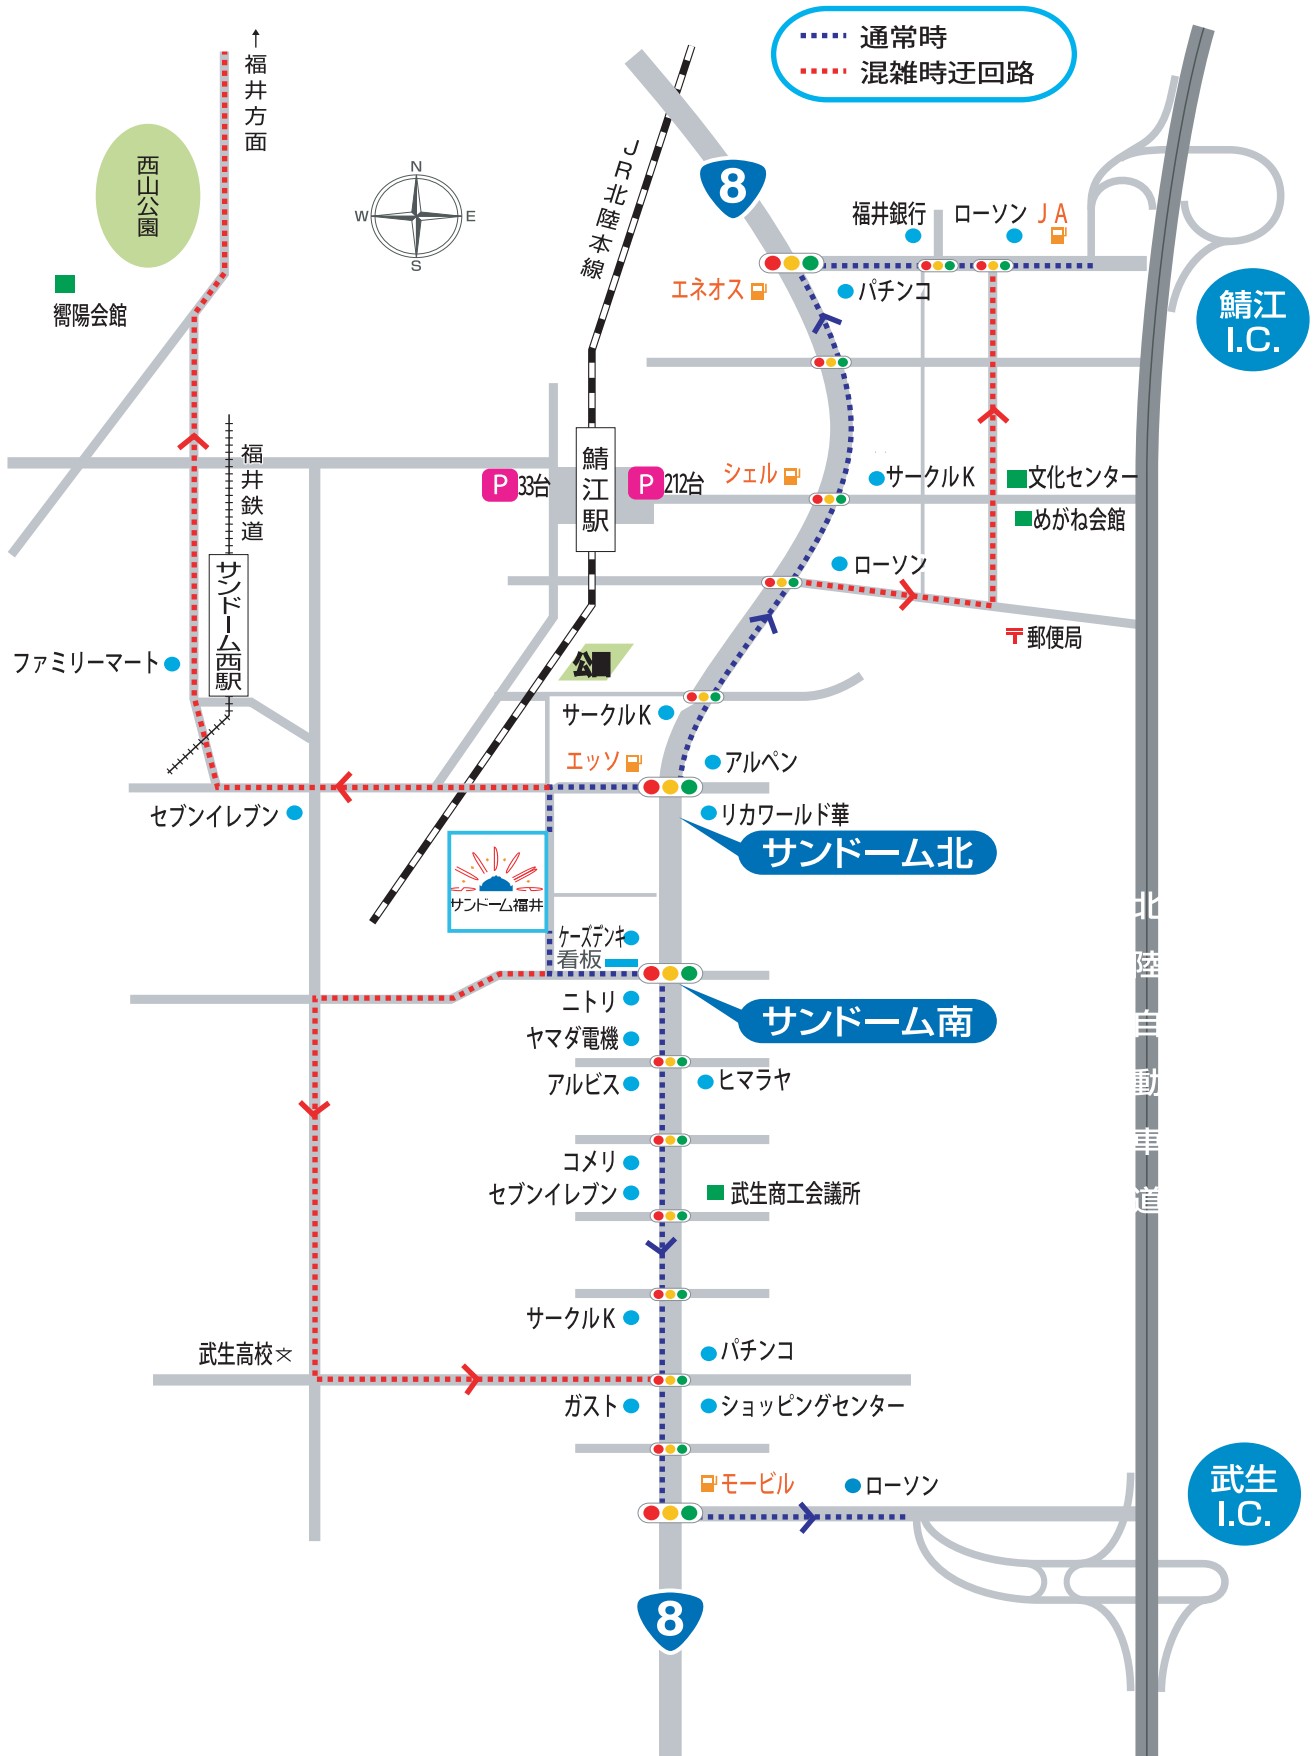 通常時
混雑時迂回路
福井方面
西山公園
N
W
E
S
JR北陸本線
8
福井銀行
ローソン
JA
エネオス
パチンコ
鯖江
I.C.
嚮陽会館
福井鉄道
P
33台
鯖江駅
P
212台
シェル
サークルK
文化センター
めがね会館
ローソン
サンドーム西駅
郵便局
ファミリーマート
公園
サークルK
エッソ
アルペン
セブンイレブン
リカワールド華
サンドーム北
サンドーム福井
北陸自動車道
ケーズデンキ
看板
ニトリ
サンドーム南
ヤマダ電機
アルビス
ヒマラヤ
コメリ
セブンイレブン
武生商工会議所
サークルK
武生高校
パチンコ
ガスト
ショッピングセンター
モービル
ローソン
武生
I.C.
8